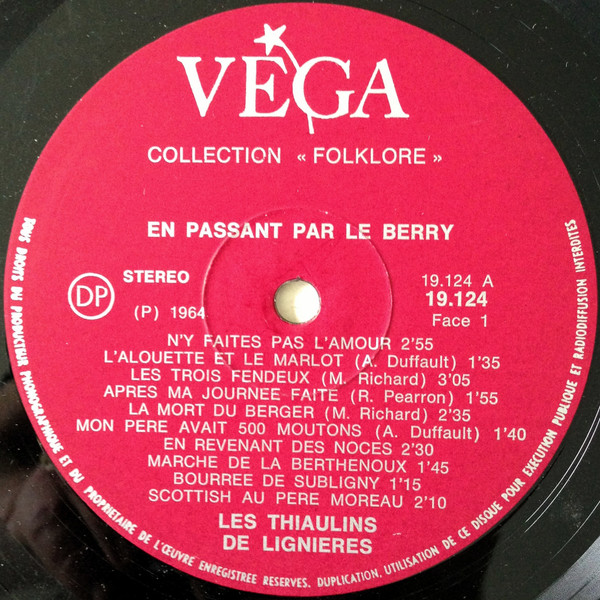 VEGA
COLLECTION « FOLKLORE »
EN PASSANT PAR LE BERRY
STEREO
DP
(P) 1964
19.124 A
19.124
Face 1
N'Y FAITES PAS L'AMOUR 2'55
L'ALOUETTE ET LE MARLOT (A. Duffault) 1'35
LES TROIS FENDEUX (M. Richard) 3'05
APRES MA JOURNEE FAITE (R. Pearron) 1'55
LA MORT DU BERGER (M. Richard) 2'35
MON PERE AVAIT 500 MOUTONS (A. Duffault) 1'40
EN REVENANT DES NOCES 2'30
MARCHE DE LA BERTHENOUX 1'45
BOURREE DE SUBLIGNY 1'15
SCOTTISH AU PERE MOREAU 2'10
LES THIAULINS
DE LIGNIERES
TOUS DROITS DU PRODUCTEUR PHONOGRAPHIQUE ET DU PROPRIETAIRE DE L'ŒUVRE ENREGISTREE RESERVES. DUPLICATION, UTILISATION DE CE DISQUE POUR EXECUTION PUBLIQUE ET RADIODIFFUSION INTERDITES